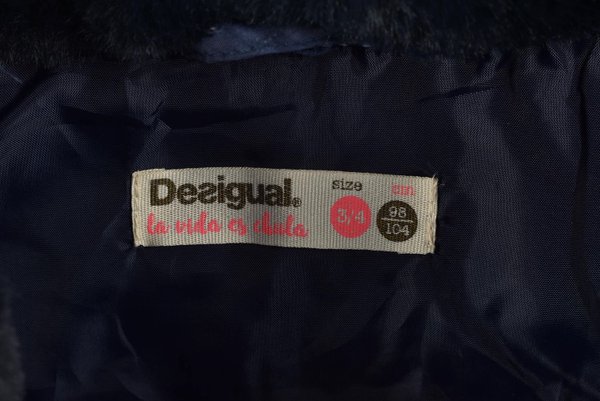 Desigual®
la vida es chula
size
3/4
cm
98
104